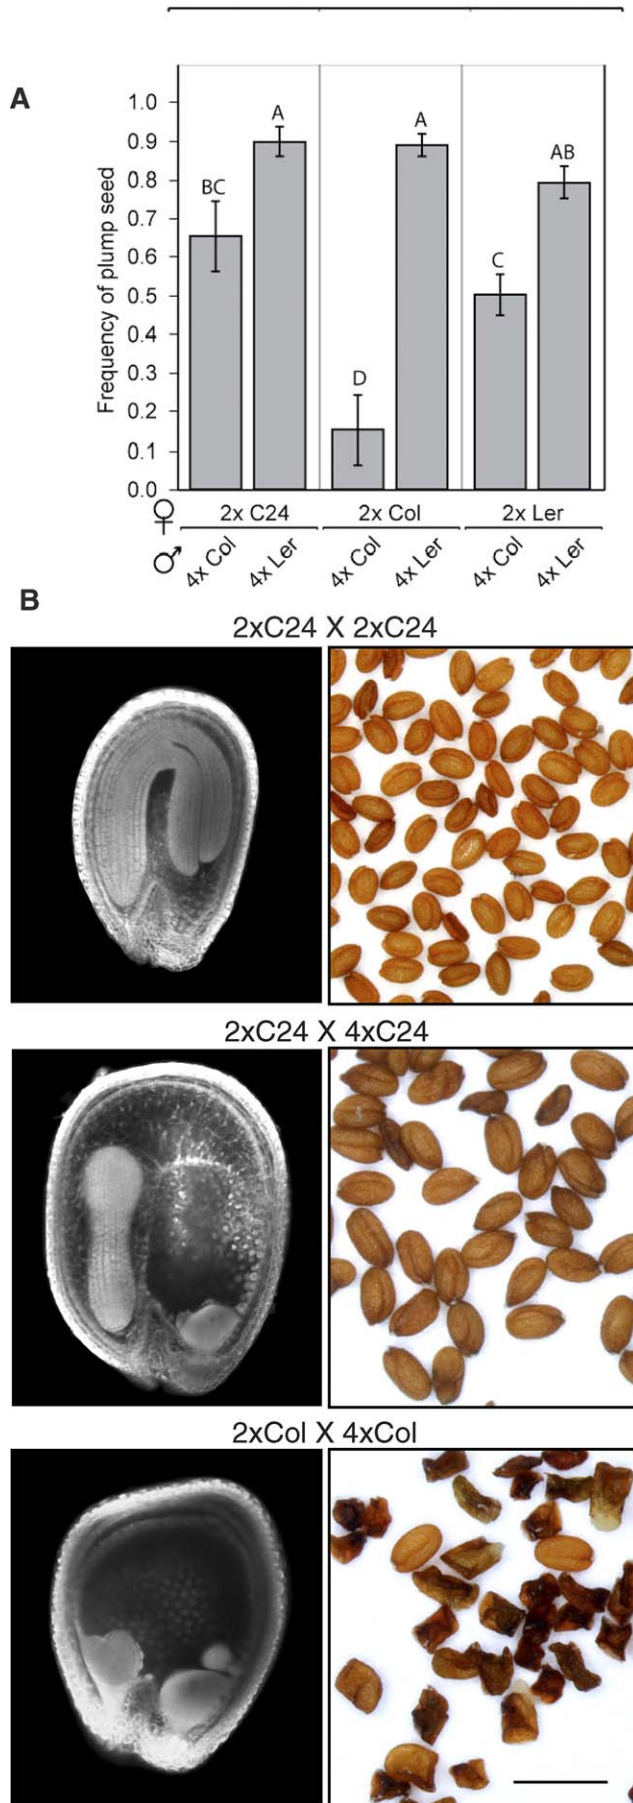 A
Frequency of plump seed
1.0
0.9
0.8
0.7
0.6
0.5
0.4
0.3
0.2
0.1
0.0
BC
A
D
A
C
AB
♀ 2x C24 2x Col 2x Ler
♂ 4x Col 4x Ler 4x Col 4x Ler 4x Col 4x Ler
B
2xC24 X 2xC24
2xC24 X 4xC24
2xCol X 4xCol